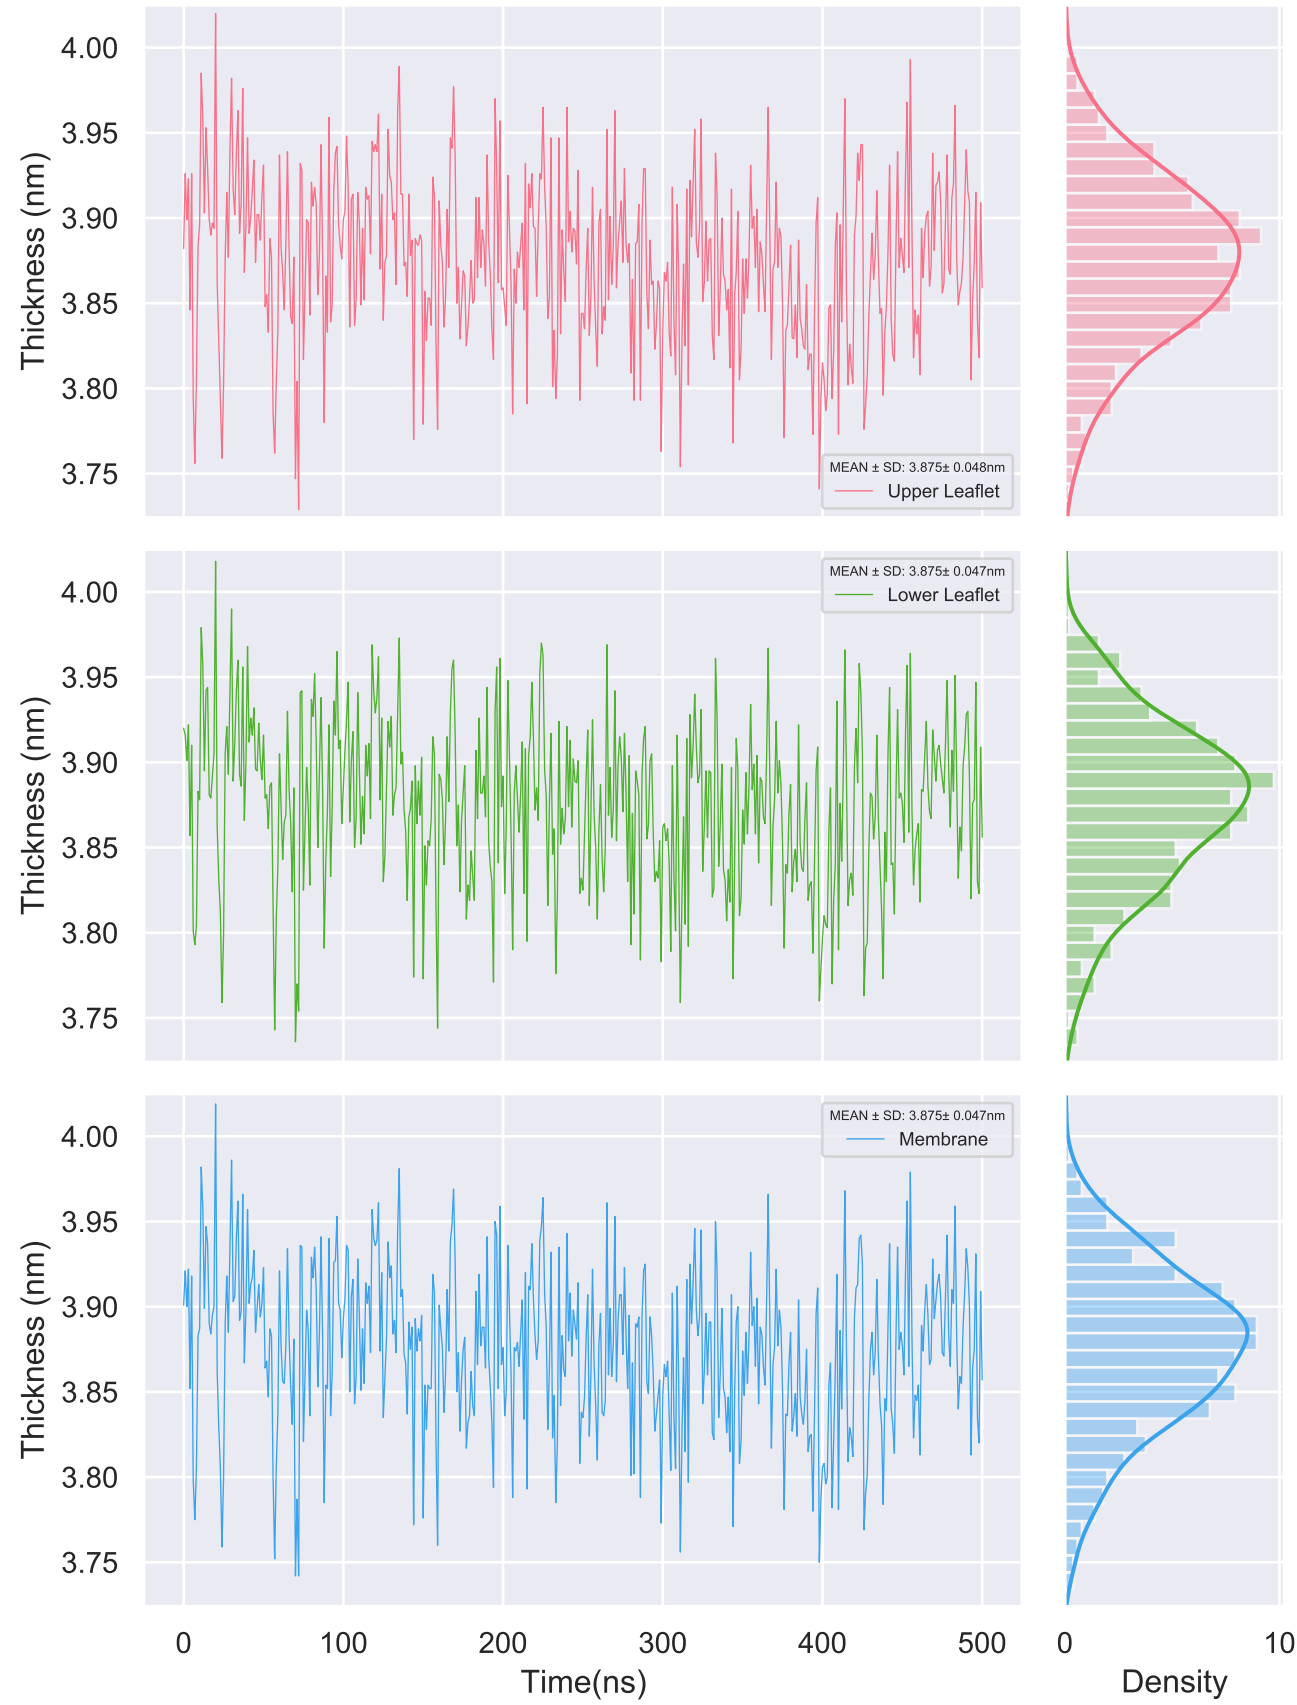 4.00
3.95
3.90
3.85
3.80
3.75
Thickness (nm)
MEAN ± SD: 3.875± 0.048nm
Upper Leaflet
4.00
3.95
3.90
3.85
3.80
3.75
Thickness (nm)
MEAN ± SD: 3.875± 0.047nm
Lower Leaflet
4.00
3.95
3.90
3.85
3.80
3.75
Thickness (nm)
MEAN ± SD: 3.875± 0.047nm
Membrane
0 100 200 300 400 500
Time(ns)
0 10
Density